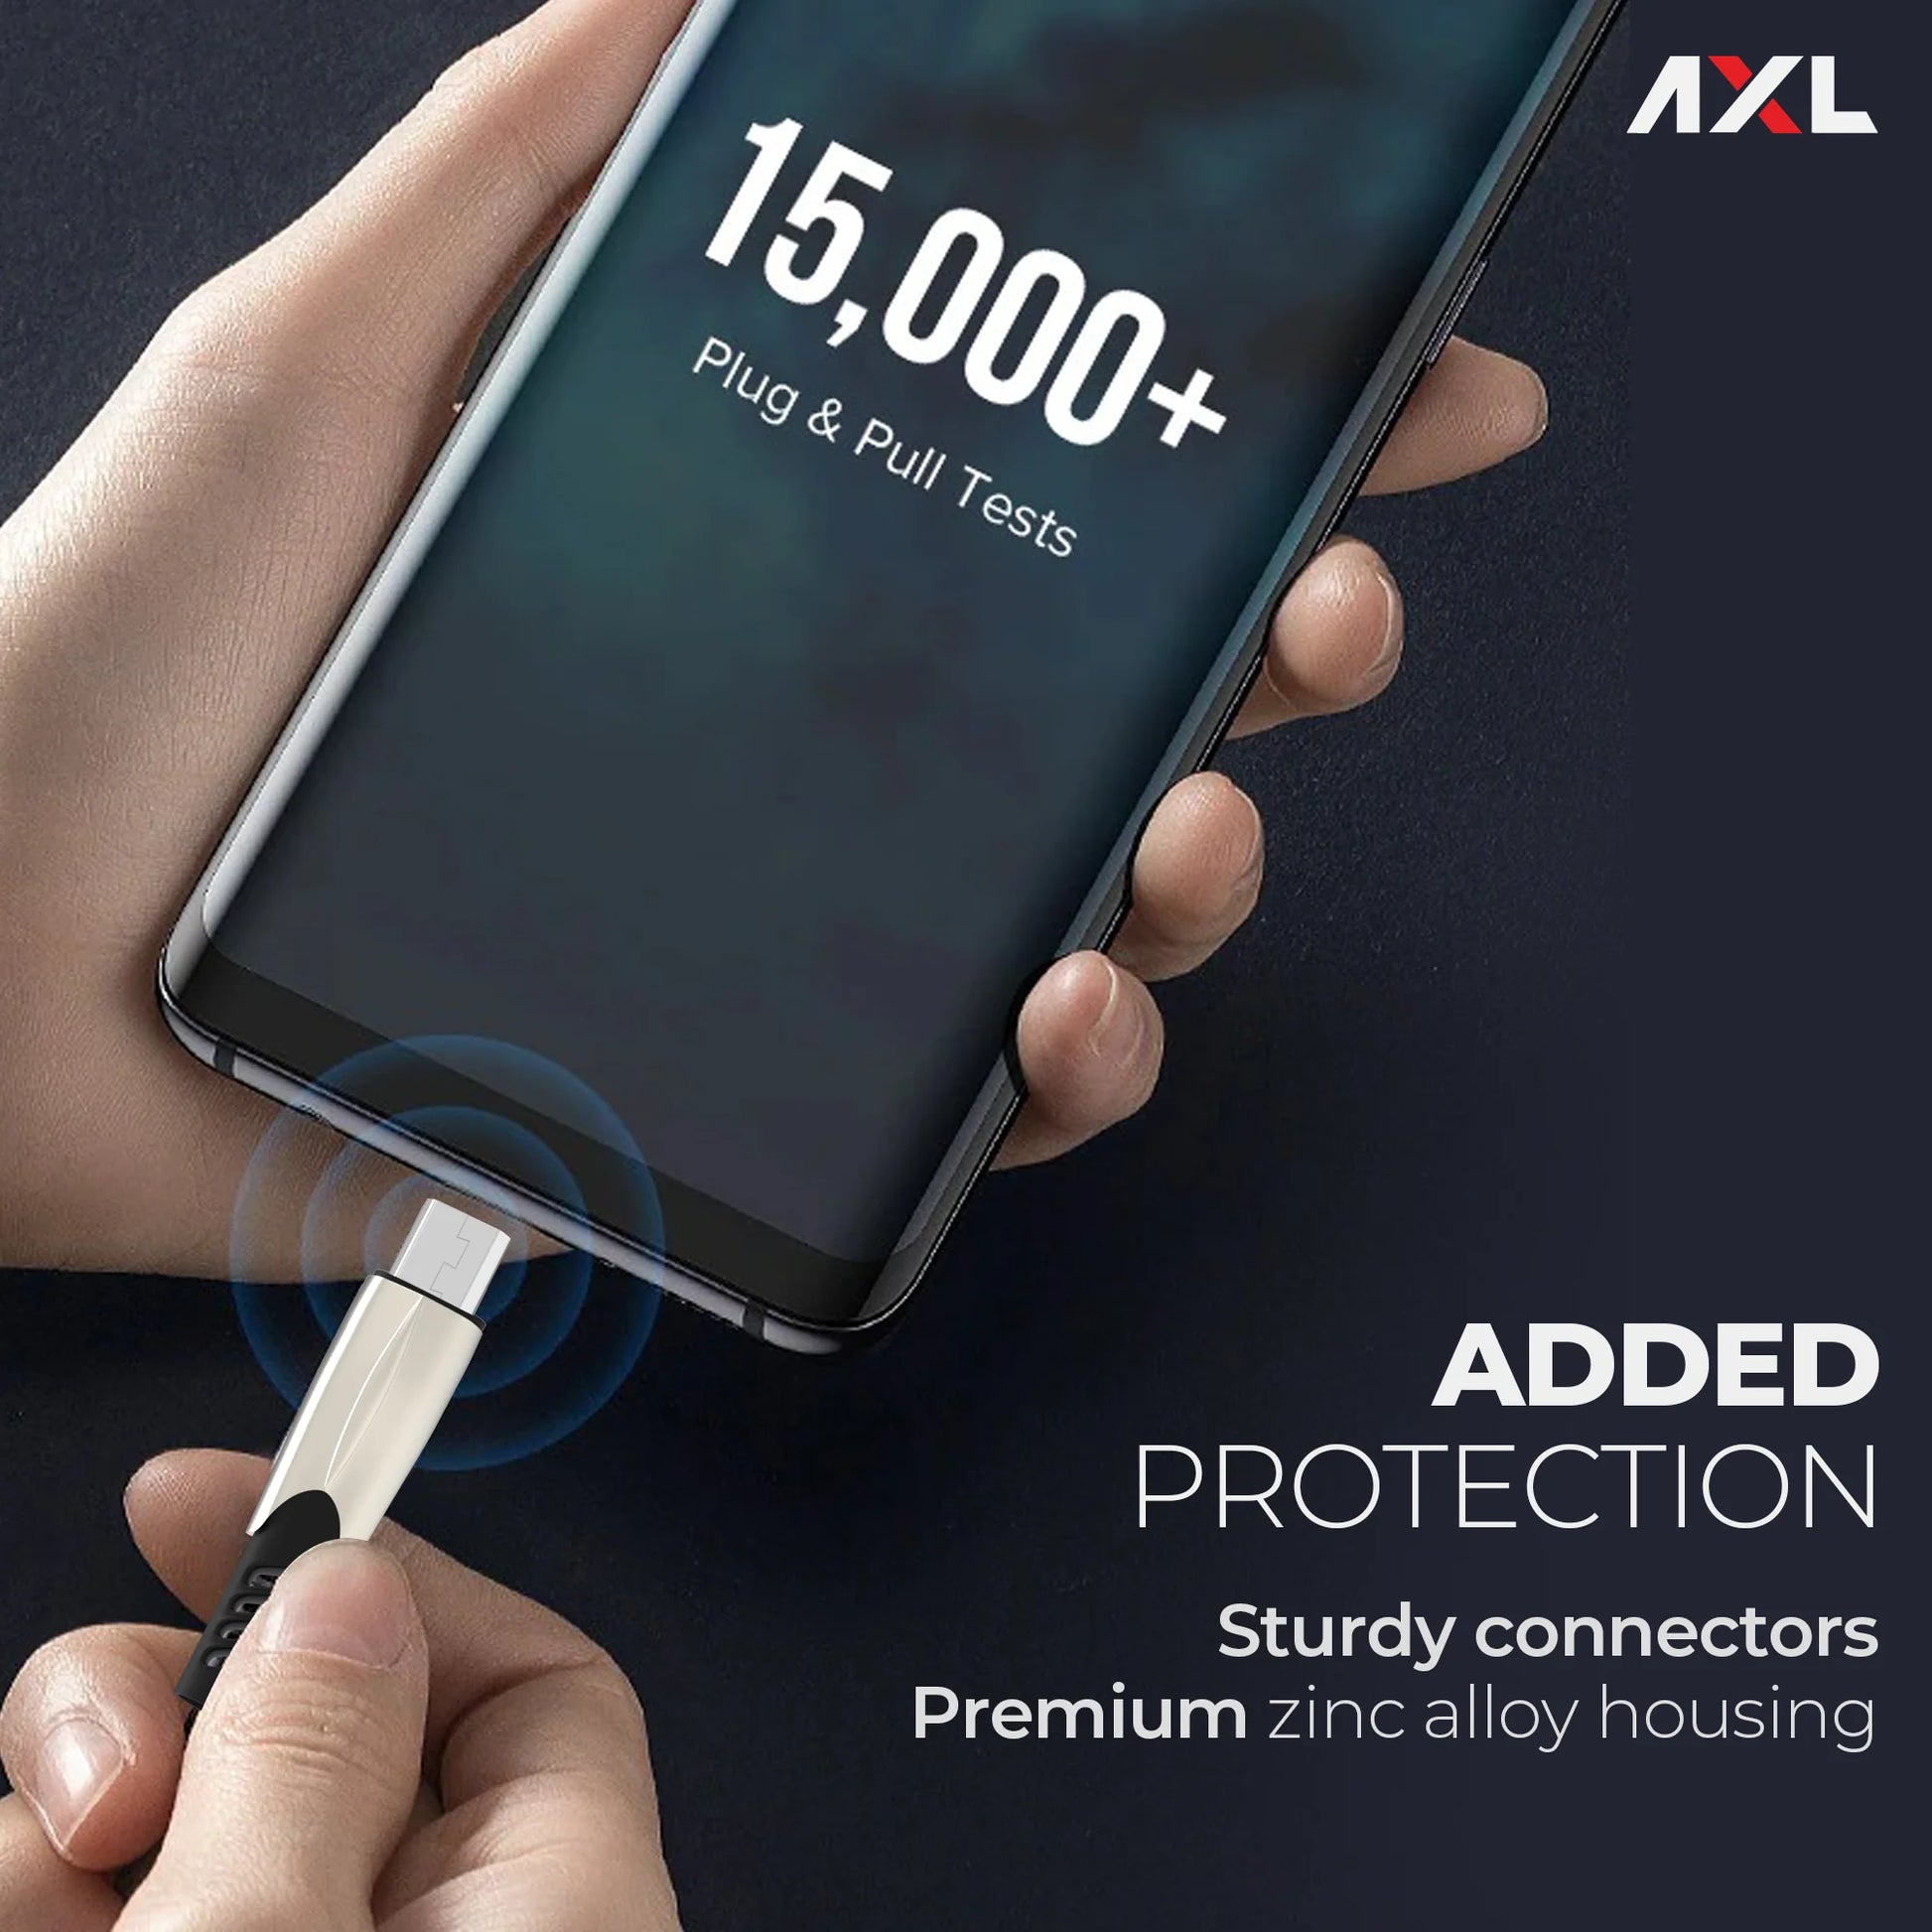 AXL
15,000+
Plug & Pull Tests
ADDED
PROTECTION
Sturdy connectors
Premium zinc alloy housing